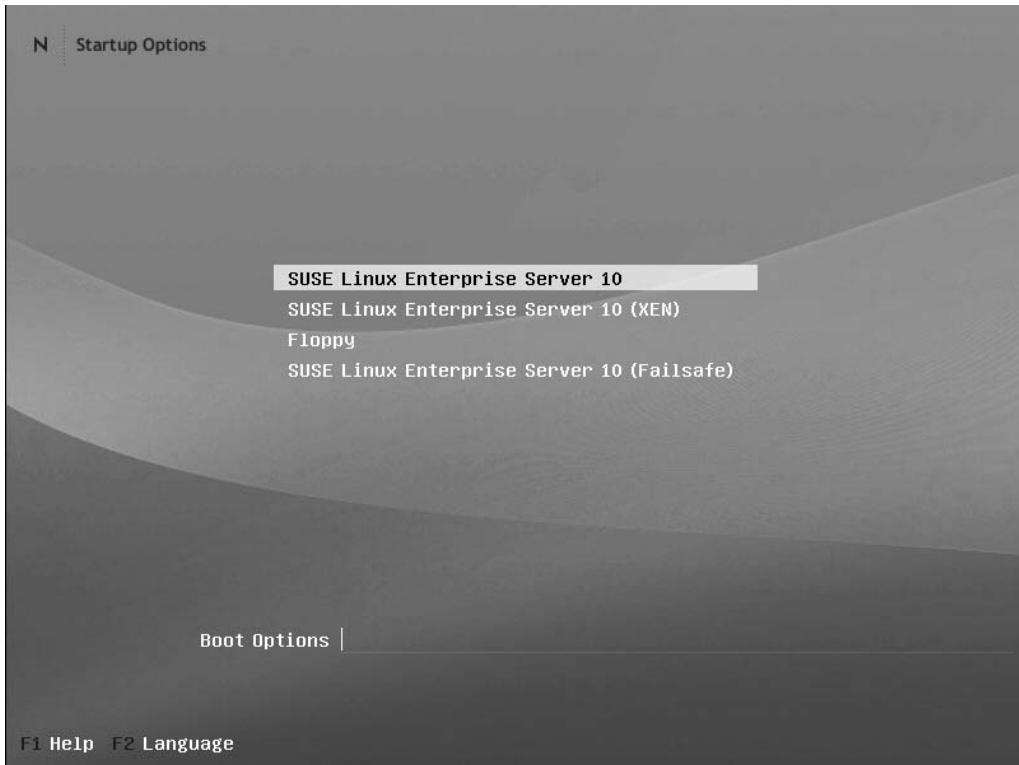 N Startup Options
SUSE Linux Enterprise Server 10
SUSE Linux Enterprise Server 10 (XEN)
Floppy
SUSE Linux Enterprise Server 10 (Failsafe)
Boot Options
F1 Help F2 Language